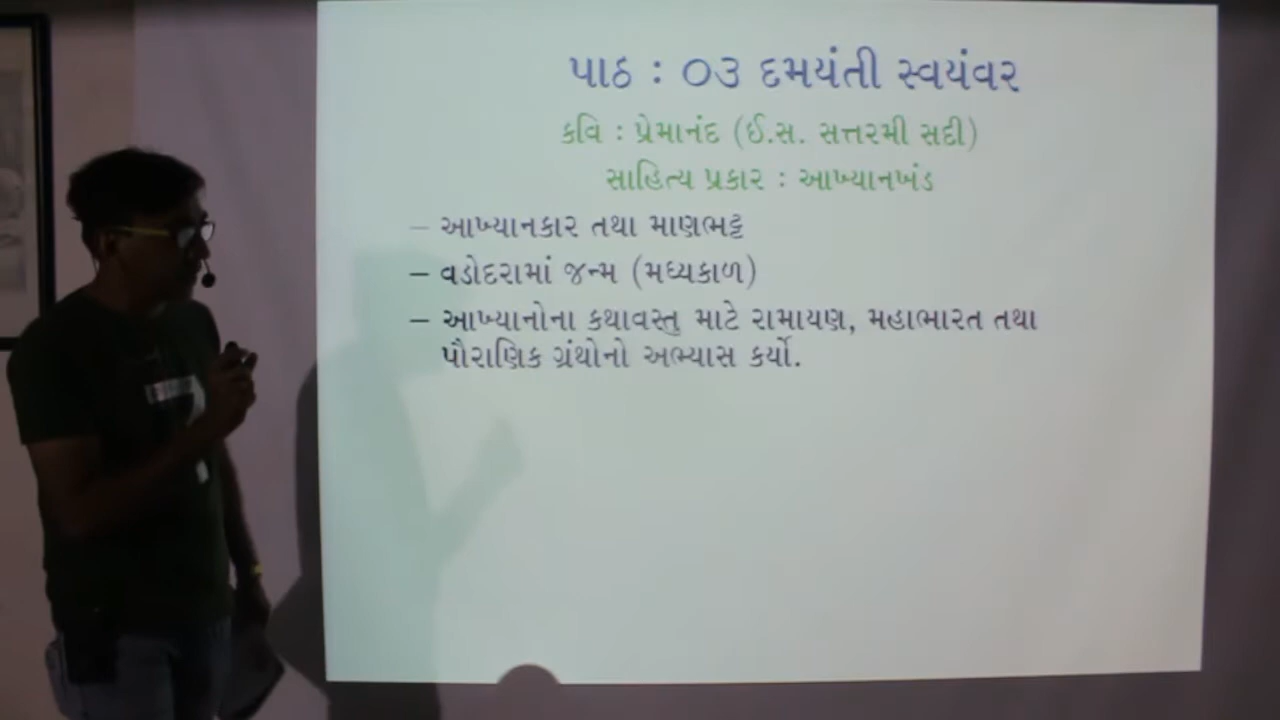 પાઠ : ૦૩ દમયંતી સ્વયંવર
કવિ : પ્રેમાનંદ (ઈ.સ. સત્તરમી સદી)
સાહિત્ય પ્રકાર : આખ્યાનખંડ
– આખ્યાનકાર તથા માણભટ્ટ
– વડોદરામાં જન્મ (મધ્યકાળ)
– આખ્યાનોના કથાવસ્તુ માટે રામાયણ, મહાભારત તથા
પૌરાણિક ગ્રંથોનો અભ્યાસ કર્યો.